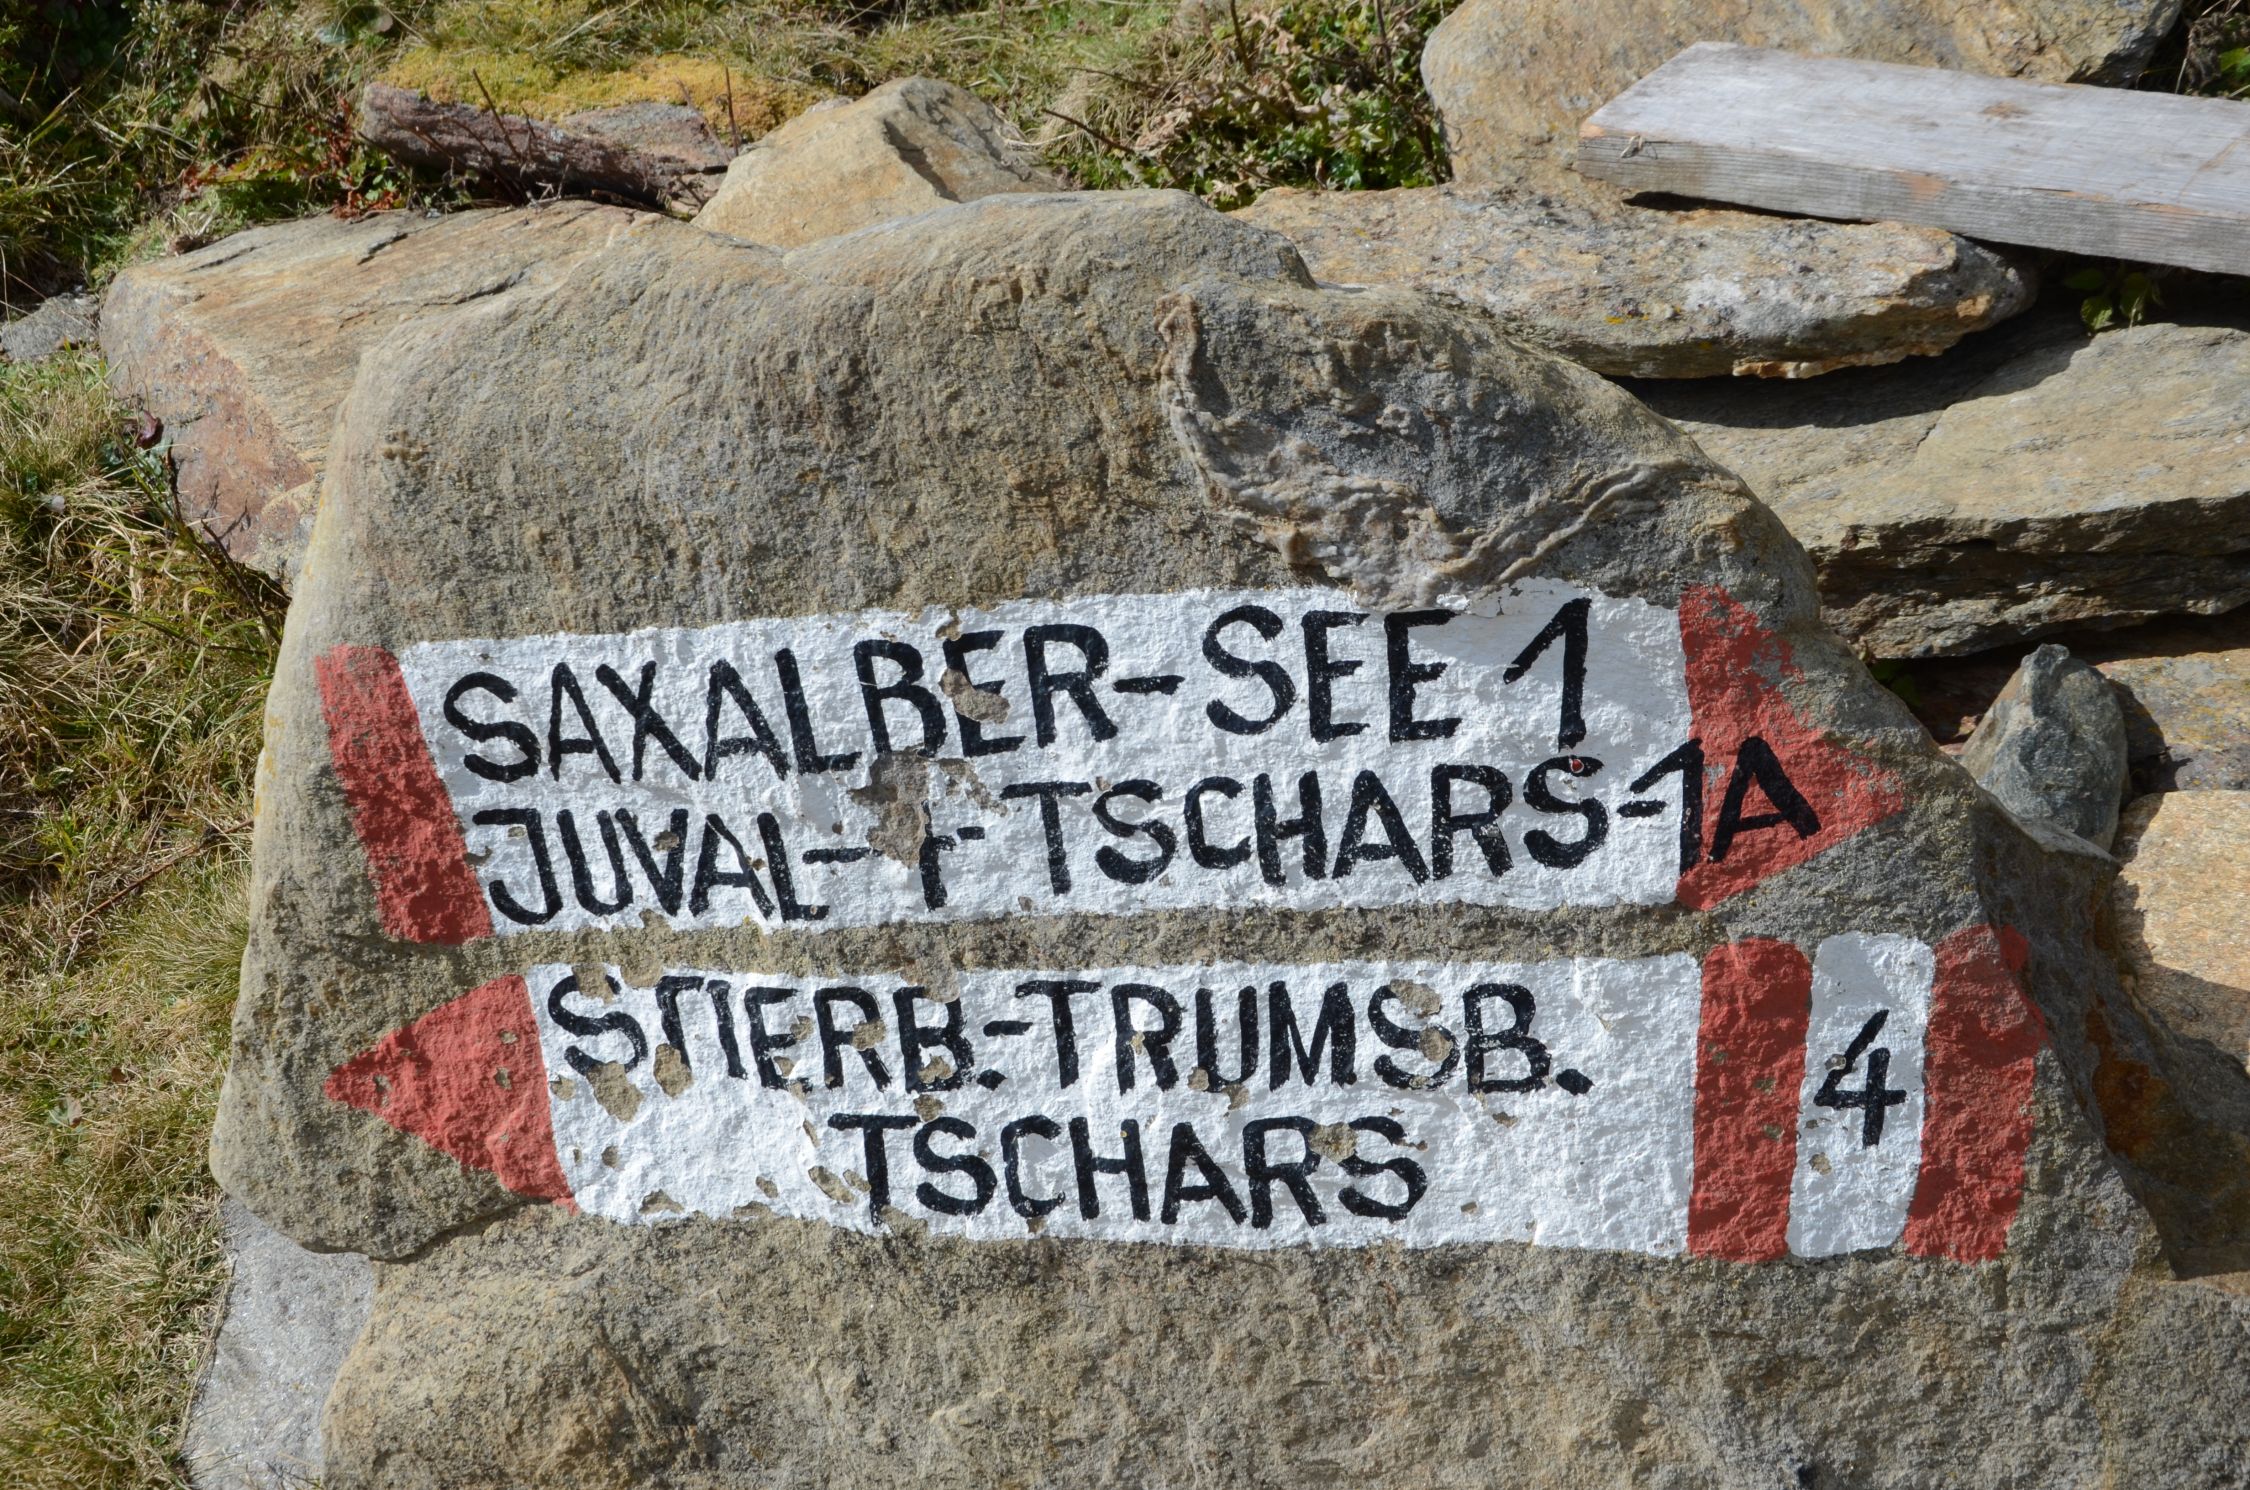 SAXALBER-SEE 1
JUVAL- + TSCHARS-1A
STIERB.-TRUMSB.
TSCHARS
4